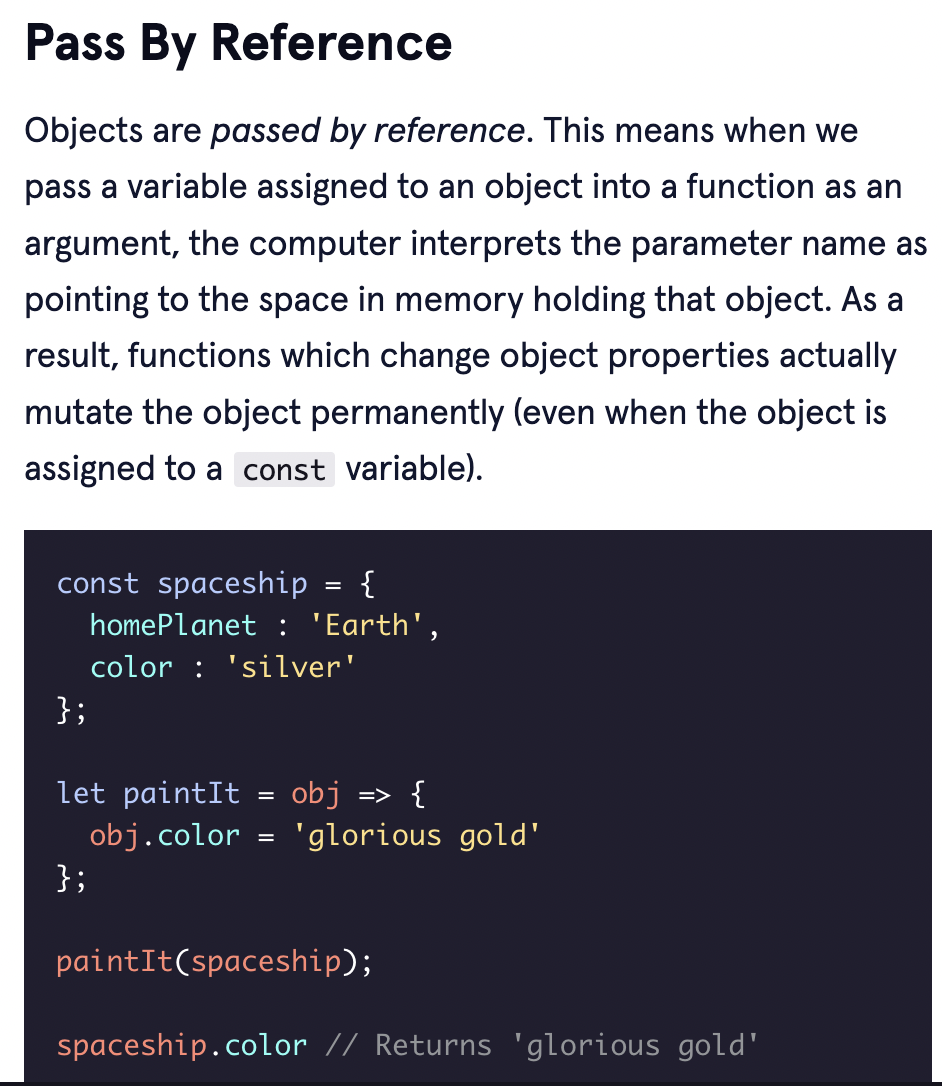 Pass By Reference
Objects are passed by reference. This means when we
pass a variable assigned to an object into a function as an
argument, the computer interprets the parameter name as
pointing to the space in memory holding that object. As a
result, functions which change object properties actually
mutate the object permanently (even when the object is
assigned to a const variable).
const spaceship = {
  homePlanet : 'Earth',
  color : 'silver'
};
let paintIt = obj => {
  obj.color = 'glorious gold'
};
paintIt(spaceship);
spaceship.color // Returns 'glorious gold'